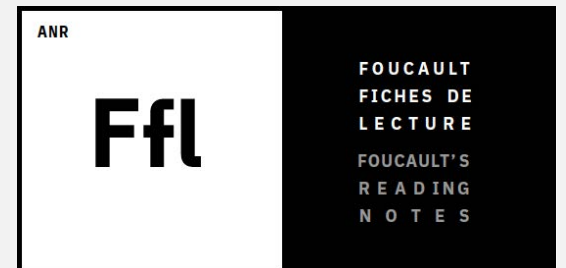 ANR
Ffl
FOUCAULT
FICHES DE
LECTURE
FOUCAULT'S
READING
NOTES